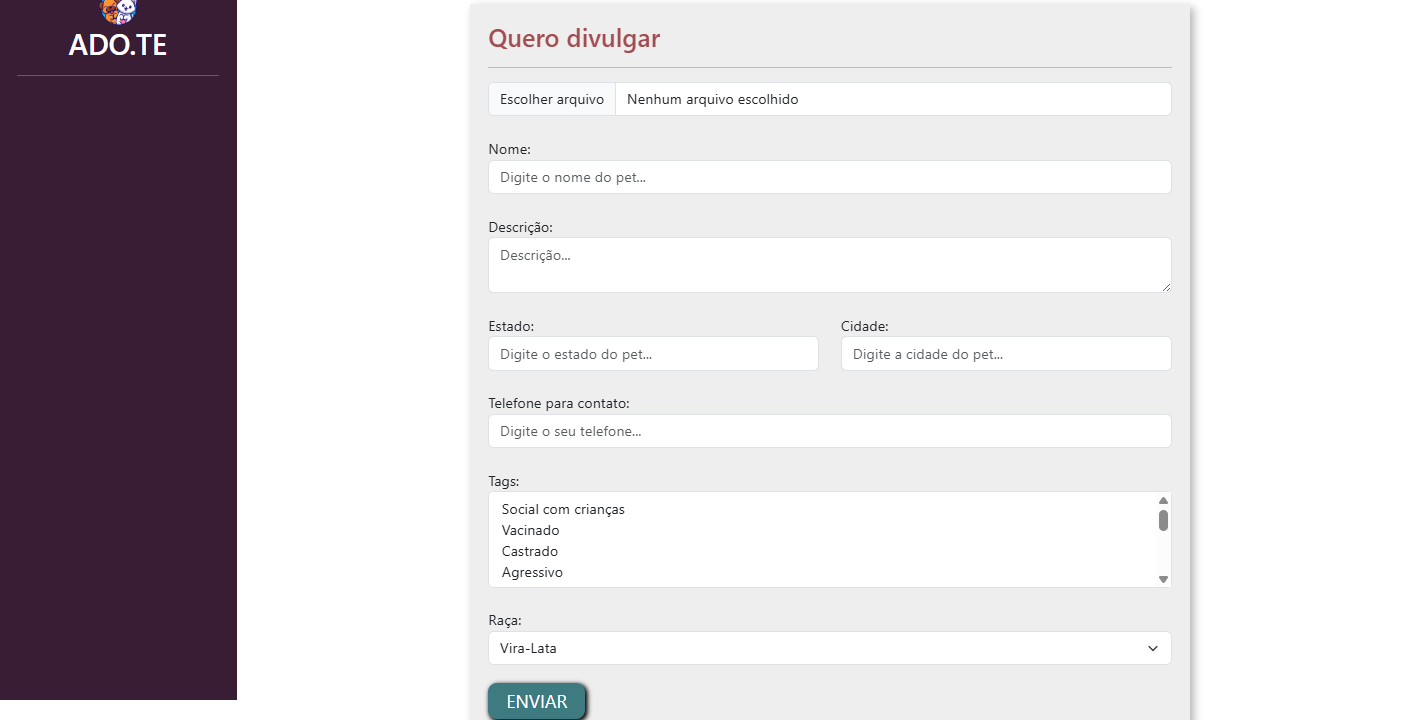 ADO.TE
Quero divulgar
Escolher arquivo Nenhum arquivo escolhido
Nome:
Digite o nome do pet...
Descrição:
Descrição...
Estado: Cidade:
Digite o estado do pet... Digite a cidade do pet...
Telefone para contato:
Digite o seu telefone...
Tags:
Social com crianças
Vacinado
Castrado
Agressivo
Raça:
Vira-Lata
ENVIAR